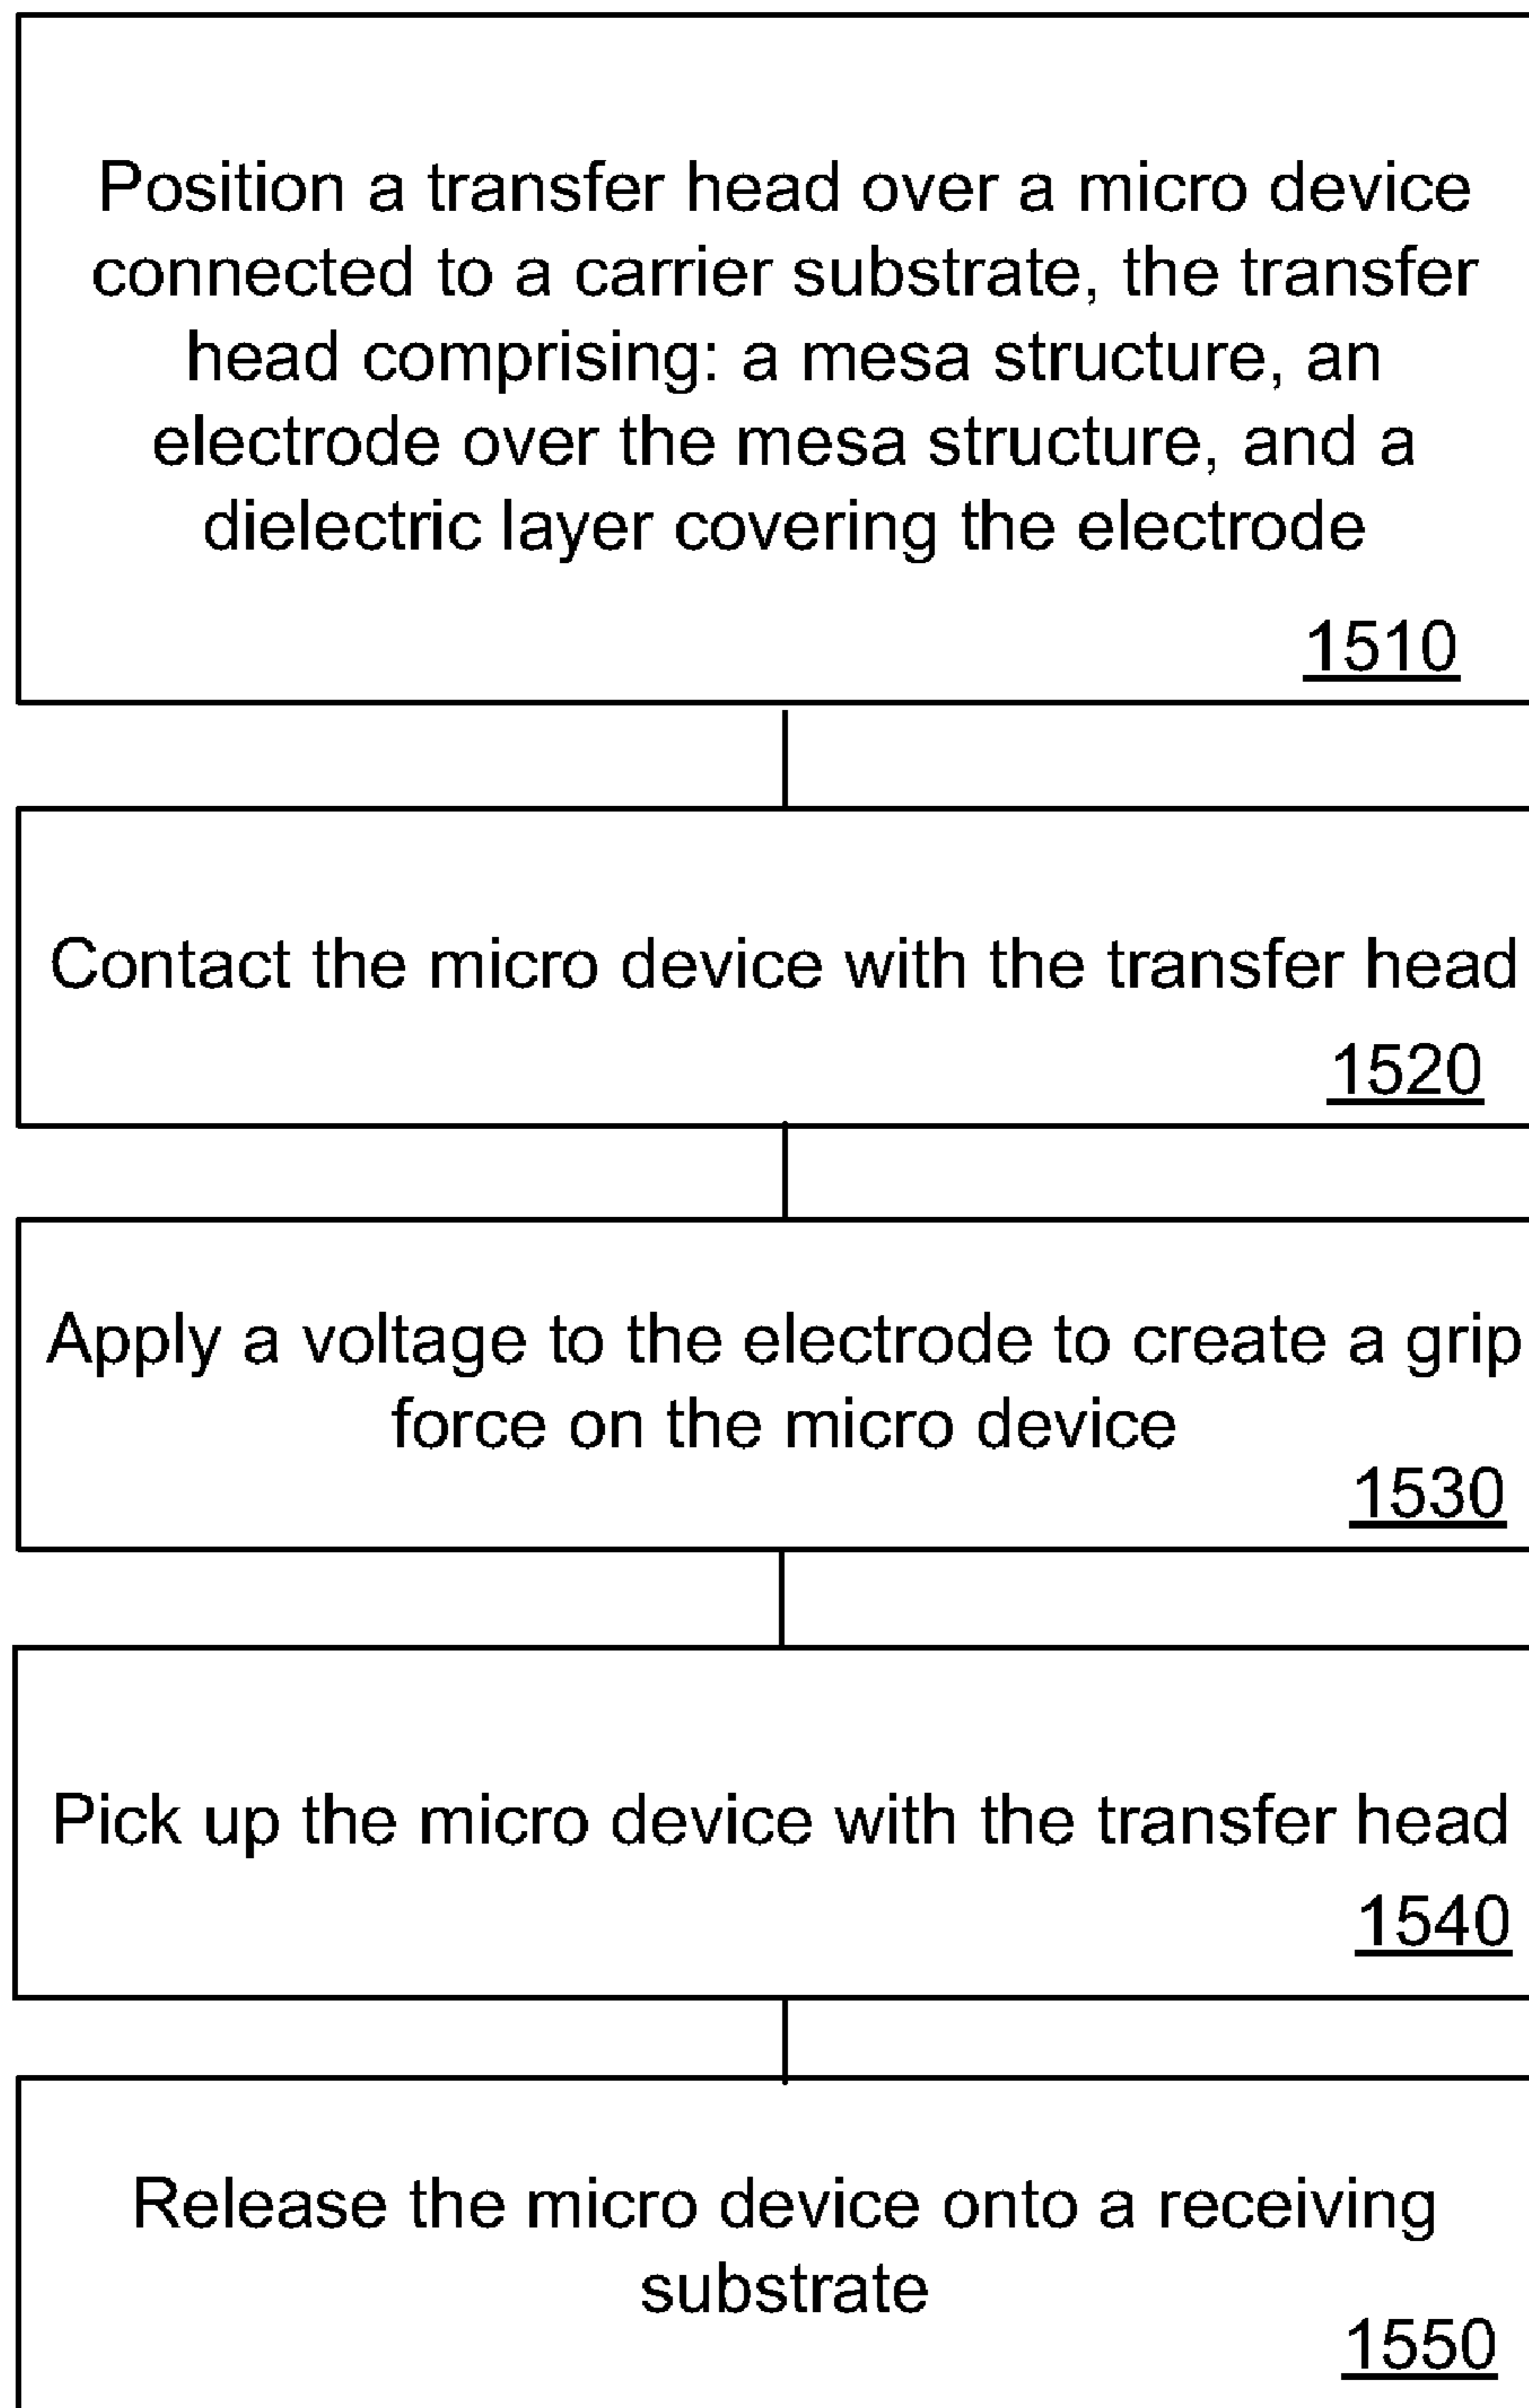 Position a transfer head over a micro device
connected to a carrier substrate, the transfer
head comprising: a mesa structure, an
electrode over the mesa structure, and a
dielectric layer covering the electrode
1510
Contact the micro device with the transfer head
1520
Apply a voltage to the electrode to create a grip
force on the micro device
1530
Pick up the micro device with the transfer head
1540
Release the micro device onto a receiving
substrate
1550